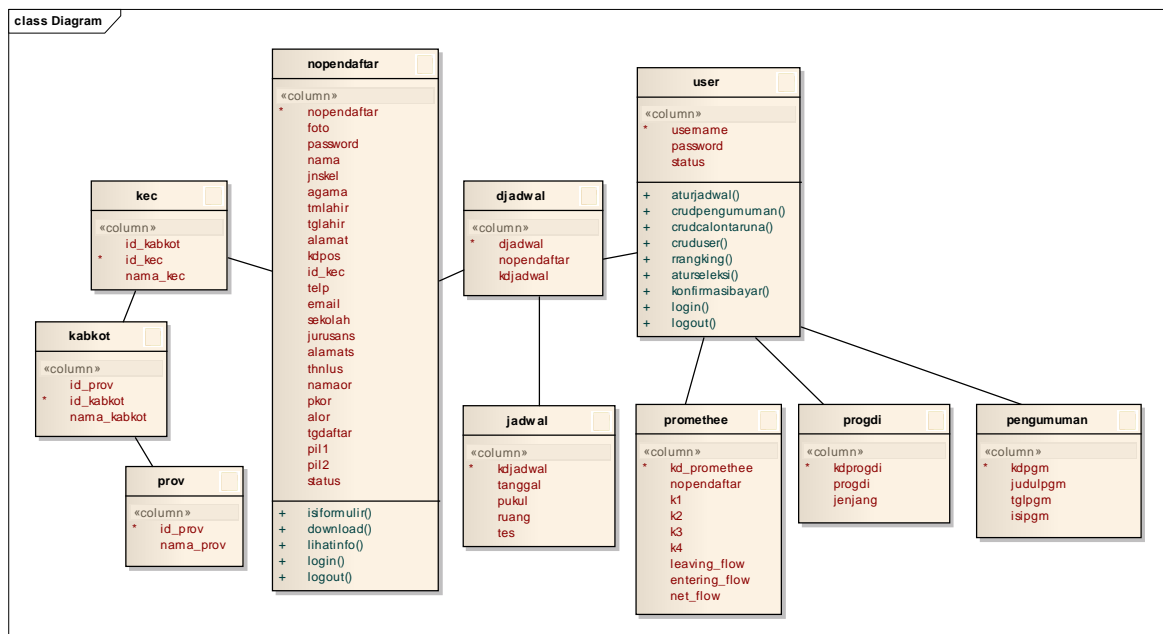 class Diagram
nopendaftar
«column»
* nopendaftar
foto
password
nama
jnskel
agama
tmlahir
tglahir
alamat
kdpos
id_kec
telp
email
sekolah
jurusans
alamats
thnlus
namaor
pkor
alor
tgdaftar
pil1
pil2
status
+ isiformulir()
+ download()
+ lihatinfo()
+ login()
+ logout()
user
«column»
* username
password
status
+ aturjadwal()
+ crudpengumuman()
+ crudcalontaruna()
+ cruduser()
+ rrangking()
+ aturseleksi()
+ konfirmasibayar()
+ login()
+ logout()
kec
«column»
id_kabkot
* id_kec
nama_kec
djadwal
«column»
* djadwal
nopendaftar
kdjadwal
kabkot
«column»
id_prov
* id_kabkot
nama_kabkot
prov
«column»
* id_prov
nama_prov
jadwal
«column»
* kdjadwal
tanggal
pukul
ruang
tes
promethee
«column»
* kd_promethee
nopendaftar
k1
k2
k3
k4
leaving_flow
entering_flow
net_flow
progdi
«column»
* kdprogdi
progdi
jenjang
pengumuman
«column»
* kdpgm
judulpgm
tglpgm
isipgm